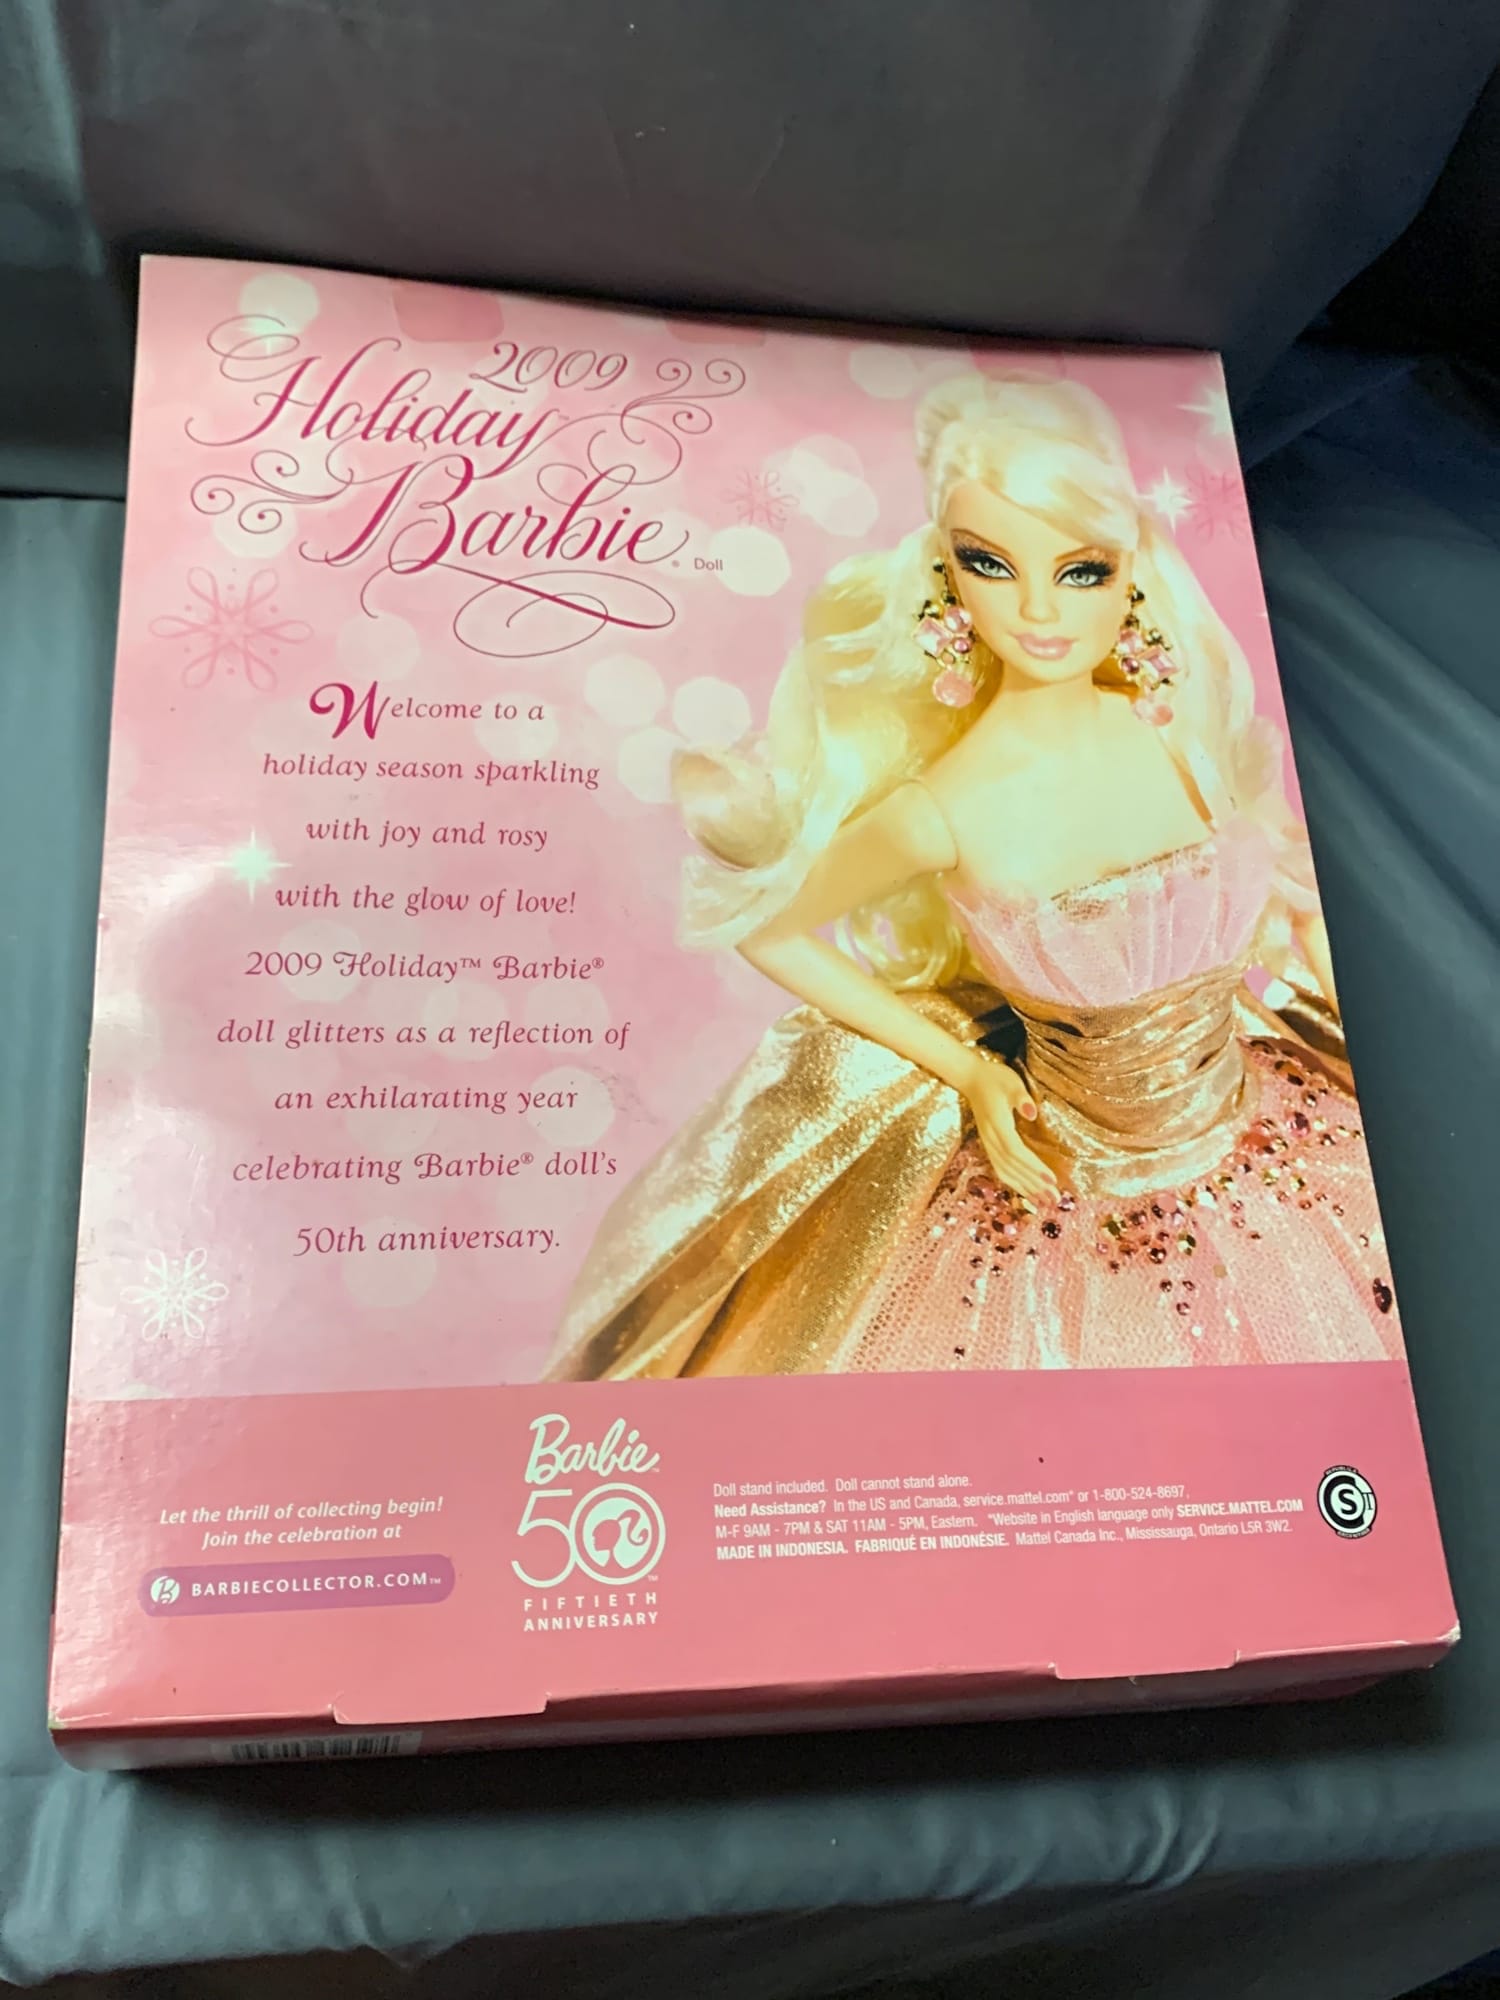 2009
Holiday™
Barbie® Doll
Welcome to a
holiday season sparkling
with joy and rosy
with the glow of love!
2009 Holiday™ Barbie®
doll glitters as a reflection of
an exhilarating year
celebrating Barbie® doll's
50th anniversary.
Let the thrill of collecting begin!
Join the celebration at
B BARBIECOLLECTOR.COM™
Barbie™
50™
FIFTIETH
ANNIVERSARY
Doll stand included. Doll cannot stand alone.
Need Assistance? In the US and Canada, service.mattel.com* or 1-800-524-8697,
M-F 9AM - 7PM & SAT 11AM - 5PM, Eastern. *Website in English language only SERVICE.MATTEL.COM
MADE IN INDONESIA. FABRIQUÉ EN INDONÉSIE. Mattel Canada Inc., Mississauga, Ontario L5R 3W2.
S